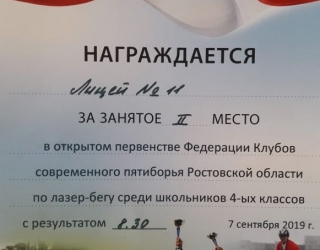 НАГРАЖДАЕТСЯ
Лицей № 11
ЗА ЗАНЯТОЕ II МЕСТО
в открытом первенстве Федерации Клубов
современного пятиборья Ростовской области
по лазер-бегу среди школьников 4-ых классов
с результатом 8.30 7 сентября 2019 г.